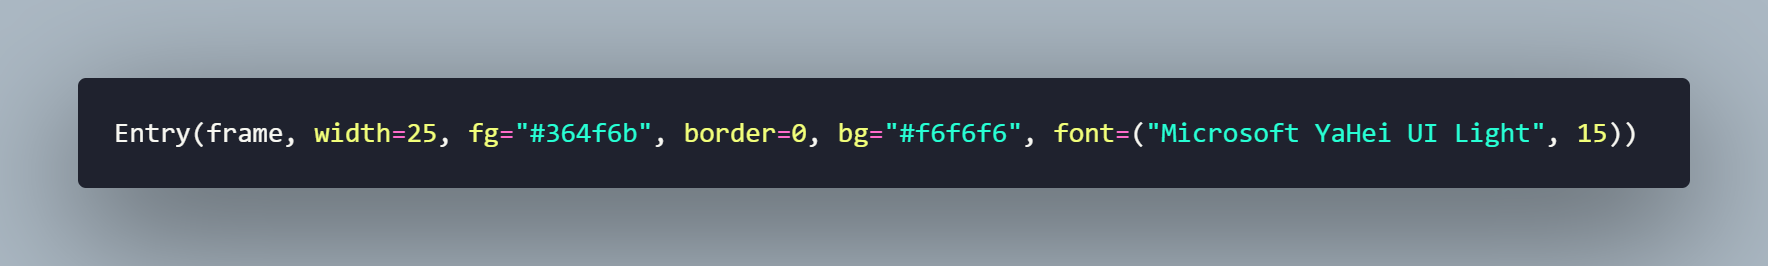 Entry(frame, width=25, fg="#364f6b", border=0, bg="#f6f6f6", font=("Microsoft YaHei UI Light", 15))